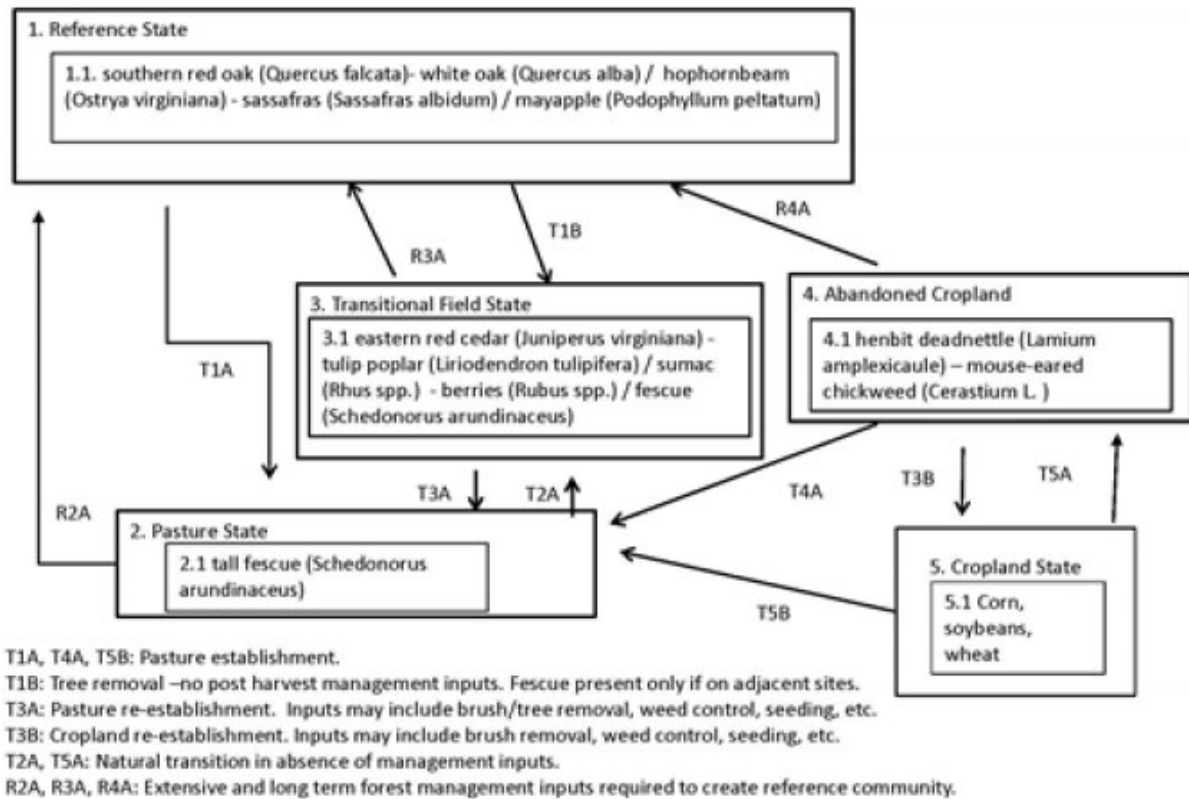 1. Reference State
1.1. southern red oak (Quercus falcata)- white oak (Quercus alba) / hophornbeam
(Ostrya virginiana) - sassafras (Sassafras albidum) / mayapple (Podophyllum peltatum)
R4A
T1B
R3A
3. Transitional Field State
3.1 eastern red cedar (Juniperus virginiana) -
tulip poplar (Liriodendron tulipifera) / sumac
(Rhus spp.) - berries (Rubus spp.) / fescue
(Schedonorus arundinaceus)
4. Abandoned Cropland
4.1 henbit deadnettle (Lamium
amplexicaule) – mouse-eared
chickweed (Cerastium L. )
T1A
T3A
T2A
T4A
T3B
T5A
R2A
2. Pasture State
2.1 tall fescue (Schedonorus
arundinaceus)
5. Cropland State
5.1 Corn,
soybeans,
wheat
T5B
T1A, T4A, T5B: Pasture establishment.
T1B: Tree removal –no post harvest management inputs. Fescue present only if on adjacent sites.
T3A: Pasture re-establishment. Inputs may include brush/tree removal, weed control, seeding, etc.
T3B: Cropland re-establishment. Inputs may include brush removal, weed control, seeding, etc.
T2A, T5A: Natural transition in absence of management inputs.
R2A, R3A, R4A: Extensive and long term forest management inputs required to create reference community.